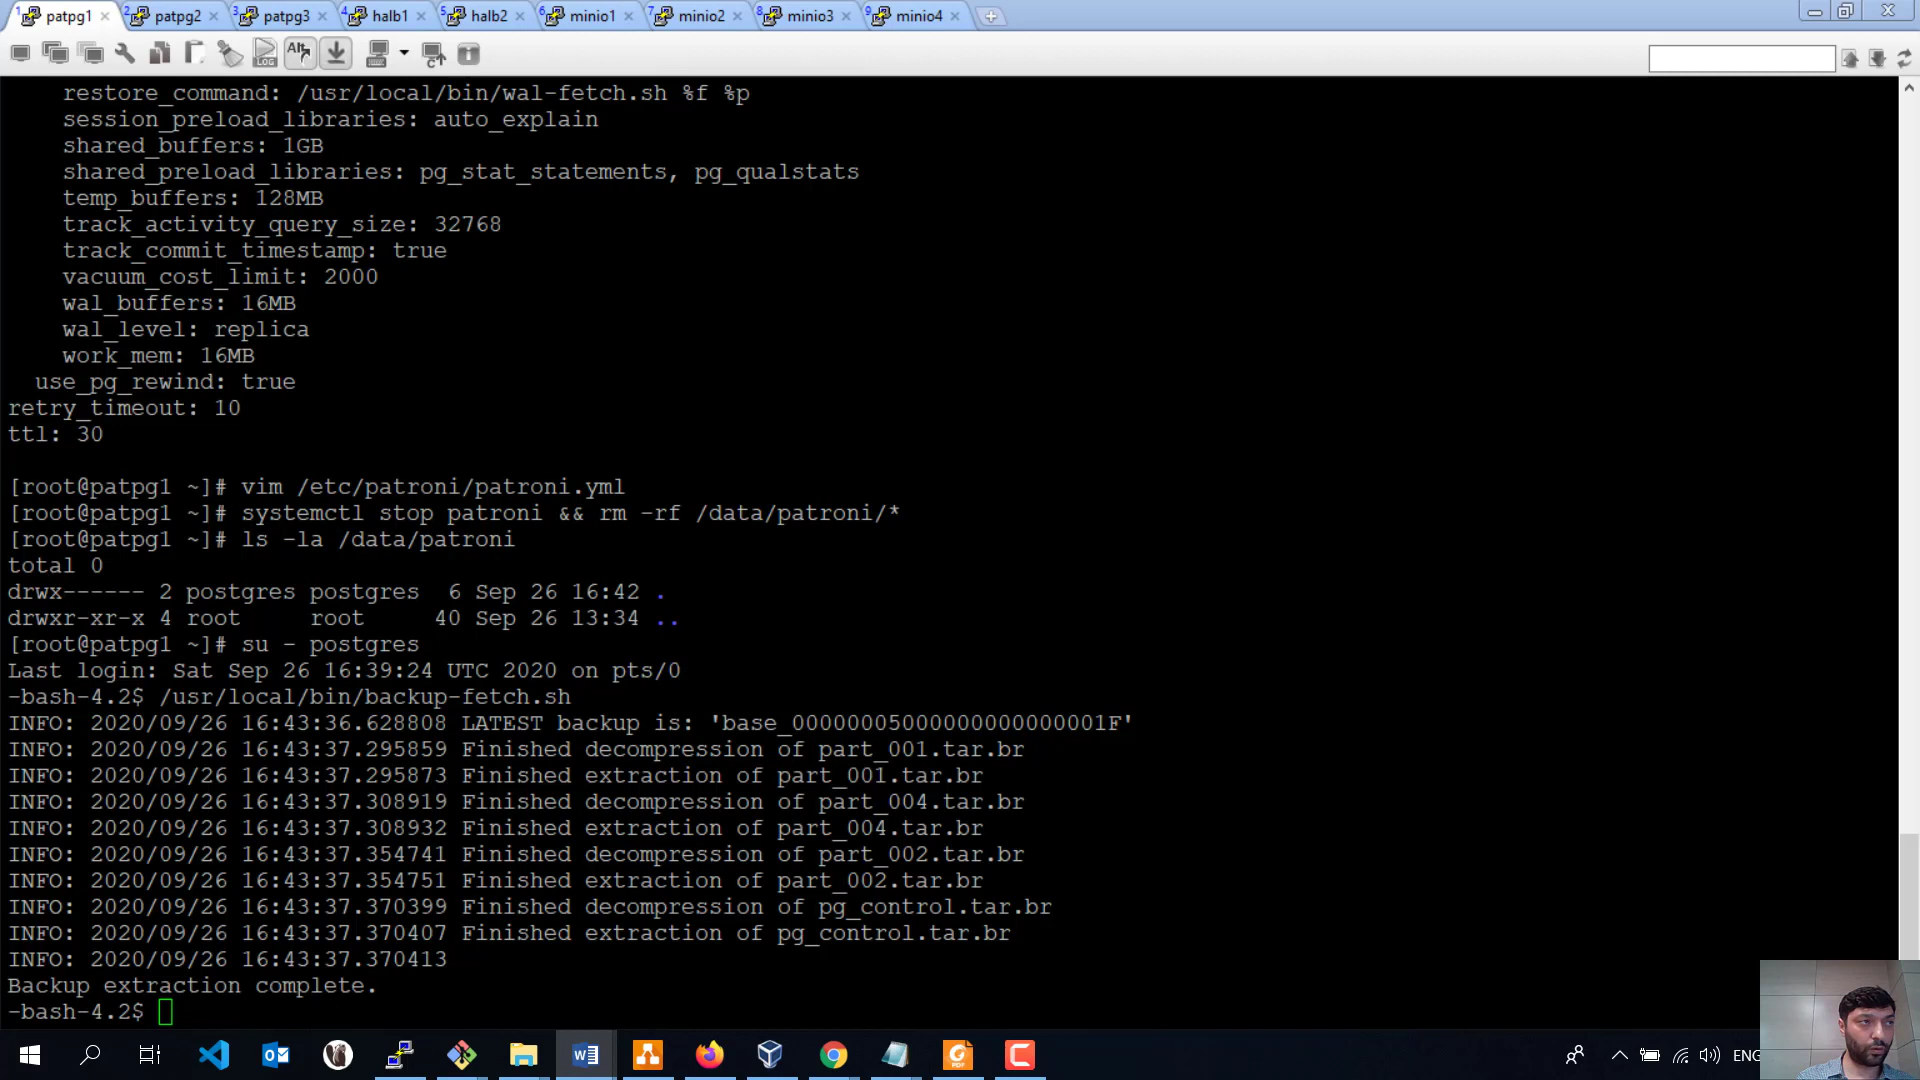 1 patpg1
2 patpg2
3 patpg3
4 halb1
5 halb2
6 minio1
7 minio2
8 minio3
9 minio4
LOG
Alt
restore_command: /usr/local/bin/wal-fetch.sh %f %p
session_preload_libraries: auto_explain
shared_buffers: 1GB
shared_preload_libraries: pg_stat_statements, pg_qualstats
temp_buffers: 128MB
track_activity_query_size: 32768
track_commit_timestamp: true
vacuum_cost_limit: 2000
wal_buffers: 16MB
wal_level: replica
work_mem: 16MB
use_pg_rewind: true
retry_timeout: 10
ttl: 30
[root@patpg1 ~]# vim /etc/patroni/patroni.yml
[root@patpg1 ~]# systemctl stop patroni && rm -rf /data/patroni/*
[root@patpg1 ~]# ls -la /data/patroni
total 0
drwx------ 2 postgres postgres  6 Sep 26 16:42 .
drwxr-xr-x 4 root     root     40 Sep 26 13:34 ..
[root@patpg1 ~]# su - postgres
Last login: Sat Sep 26 16:39:24 UTC 2020 on pts/0
-bash-4.2$ /usr/local/bin/backup-fetch.sh
INFO: 2020/09/26 16:43:36.628808 LATEST backup is: 'base_00000005000000000000001F'
INFO: 2020/09/26 16:43:37.295859 Finished decompression of part_001.tar.br
INFO: 2020/09/26 16:43:37.295873 Finished extraction of part_001.tar.br
INFO: 2020/09/26 16:43:37.308919 Finished decompression of part_004.tar.br
INFO: 2020/09/26 16:43:37.308932 Finished extraction of part_004.tar.br
INFO: 2020/09/26 16:43:37.354741 Finished decompression of part_002.tar.br
INFO: 2020/09/26 16:43:37.354751 Finished extraction of part_002.tar.br
INFO: 2020/09/26 16:43:37.370399 Finished decompression of pg_control.tar.br
INFO: 2020/09/26 16:43:37.370407 Finished extraction of pg_control.tar.br
INFO: 2020/09/26 16:43:37.370413
Backup extraction complete.
-bash-4.2$
ENG